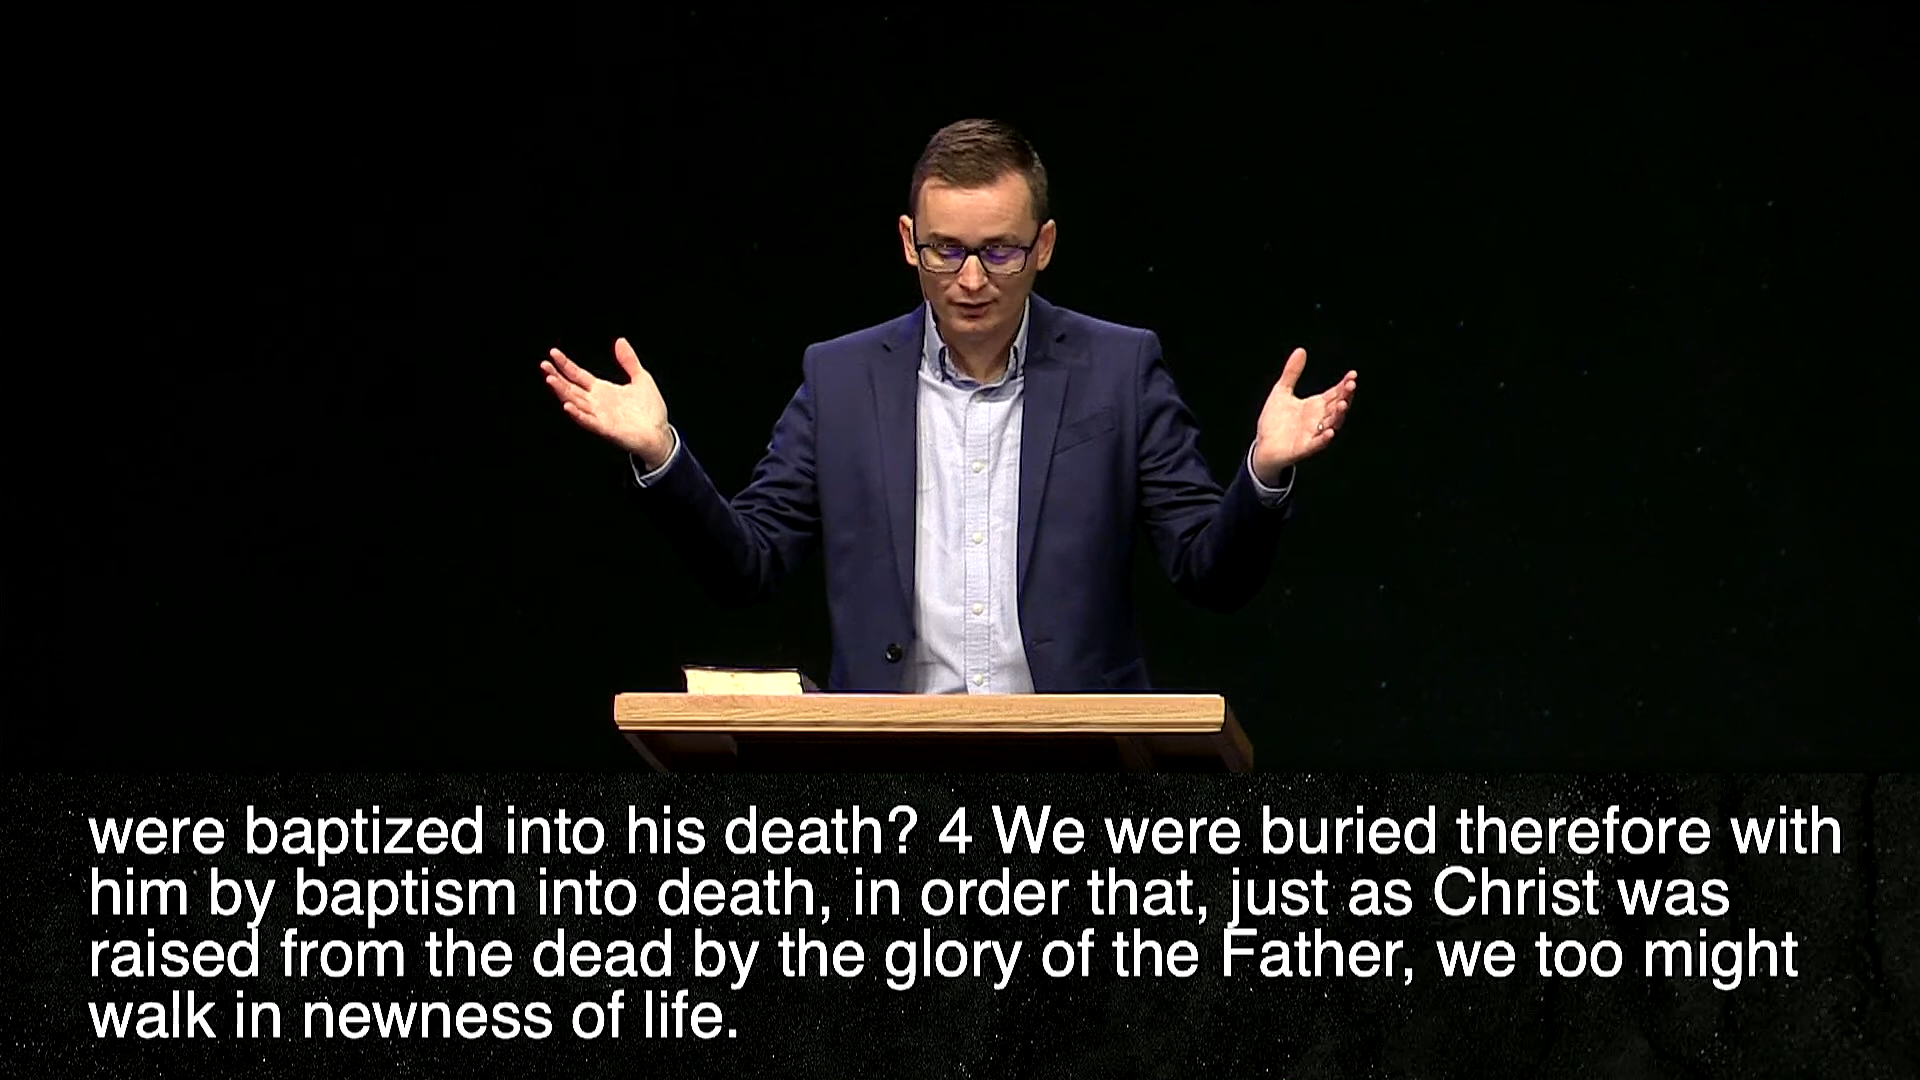 were baptized into his death? 4 We were buried therefore with
him by baptism into death, in order that, just as Christ was
raised from the dead by the glory of the Father, we too might
walk in newness of life.